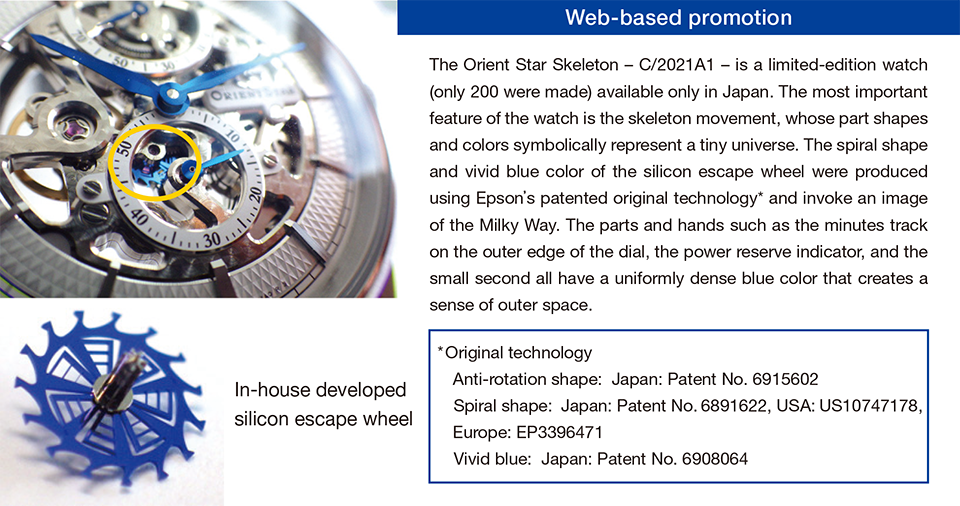 Web-based promotion
The Orient Star Skeleton – C/2021A1 – is a limited-edition watch
(only 200 were made) available only in Japan. The most important
feature of the watch is the skeleton movement, whose part shapes
and colors symbolically represent a tiny universe. The spiral shape
and vivid blue color of the silicon escape wheel were produced
using Epson's patented original technology* and invoke an image
of the Milky Way. The parts and hands such as the minutes track
on the outer edge of the dial, the power reserve indicator, and the
small second all have a uniformly dense blue color that creates a
sense of outer space.
*Original technology
Anti-rotation shape: Japan: Patent No. 6915602
Spiral shape: Japan: Patent No. 6891622, USA: US10747178,
Europe: EP3396471
Vivid blue: Japan: Patent No. 6908064
In-house developed
silicon escape wheel
50
30
ORIENT STAR
50
10
20
40
30